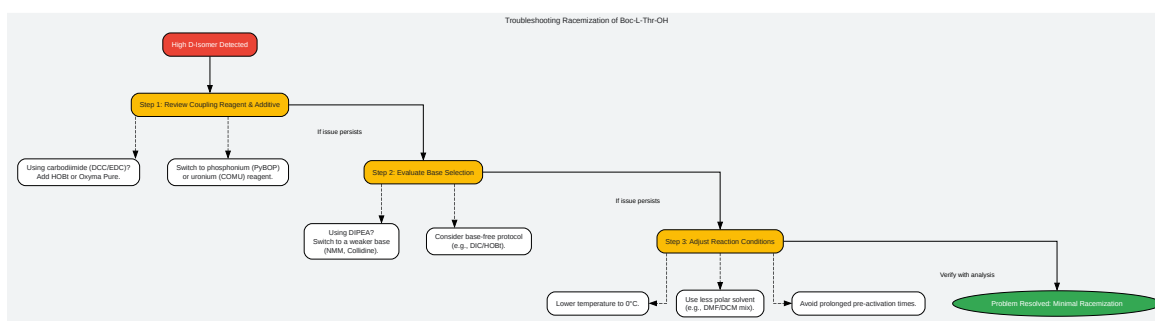 Troubleshooting Racemization of Boc-L-Thr-OH
High D-Isomer Detected
Step 1: Review Coupling Reagent & Additive
If issue persists
Using carbodiimide (DCC/EDC)?
Add HOBt or Oxyma Pure.
Switch to phosphonium (PyBOP)
or uronium (COMU) reagent.
Step 2: Evaluate Base Selection
If issue persists
Using DIPEA?
Switch to a weaker base
(NMM, Collidine).
Consider base-free protocol
(e.g., DIC/HOBt).
Step 3: Adjust Reaction Conditions
Verify with analysis
Lower temperature to 0°C.
Use less polar solvent
(e.g., DMF/DCM mix).
Avoid prolonged pre-activation times.
Problem Resolved: Minimal Racemization